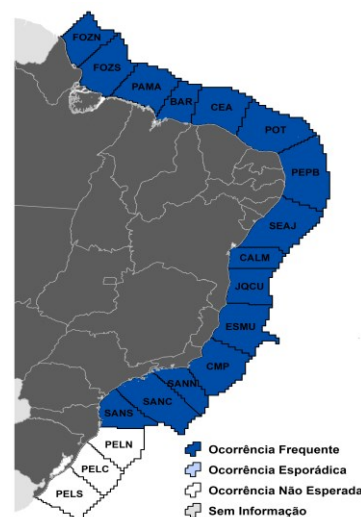 FOZN
FOZS
PAMA
BAR
CEA
POT
PEPB
SEAJ
CALM
JQCU
ESMU
CMP
SANN
SANC
SANS
PELN
PELC
PELS
Ocorrência Frequente
Ocorrência Esporádica
Ocorrência Não Esperada
Sem Informação